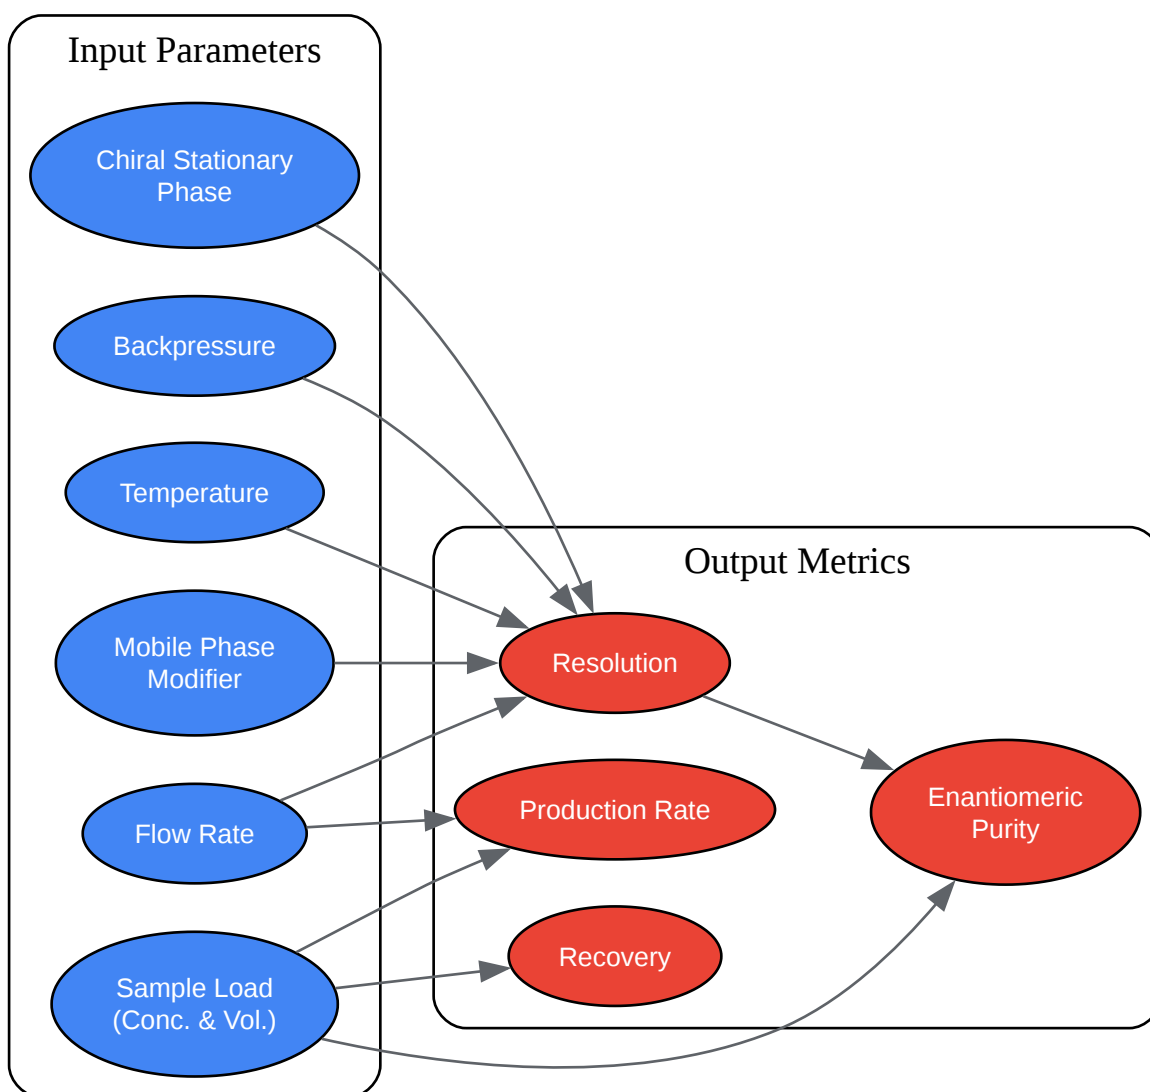 Input Parameters
Chiral Stationary
Phase
Backpressure
Temperature
Mobile Phase
Modifier
Flow Rate
Sample Load
(Conc. & Vol.)
Output Metrics
Resolution
Production Rate
Recovery
Enantiomeric
Purity